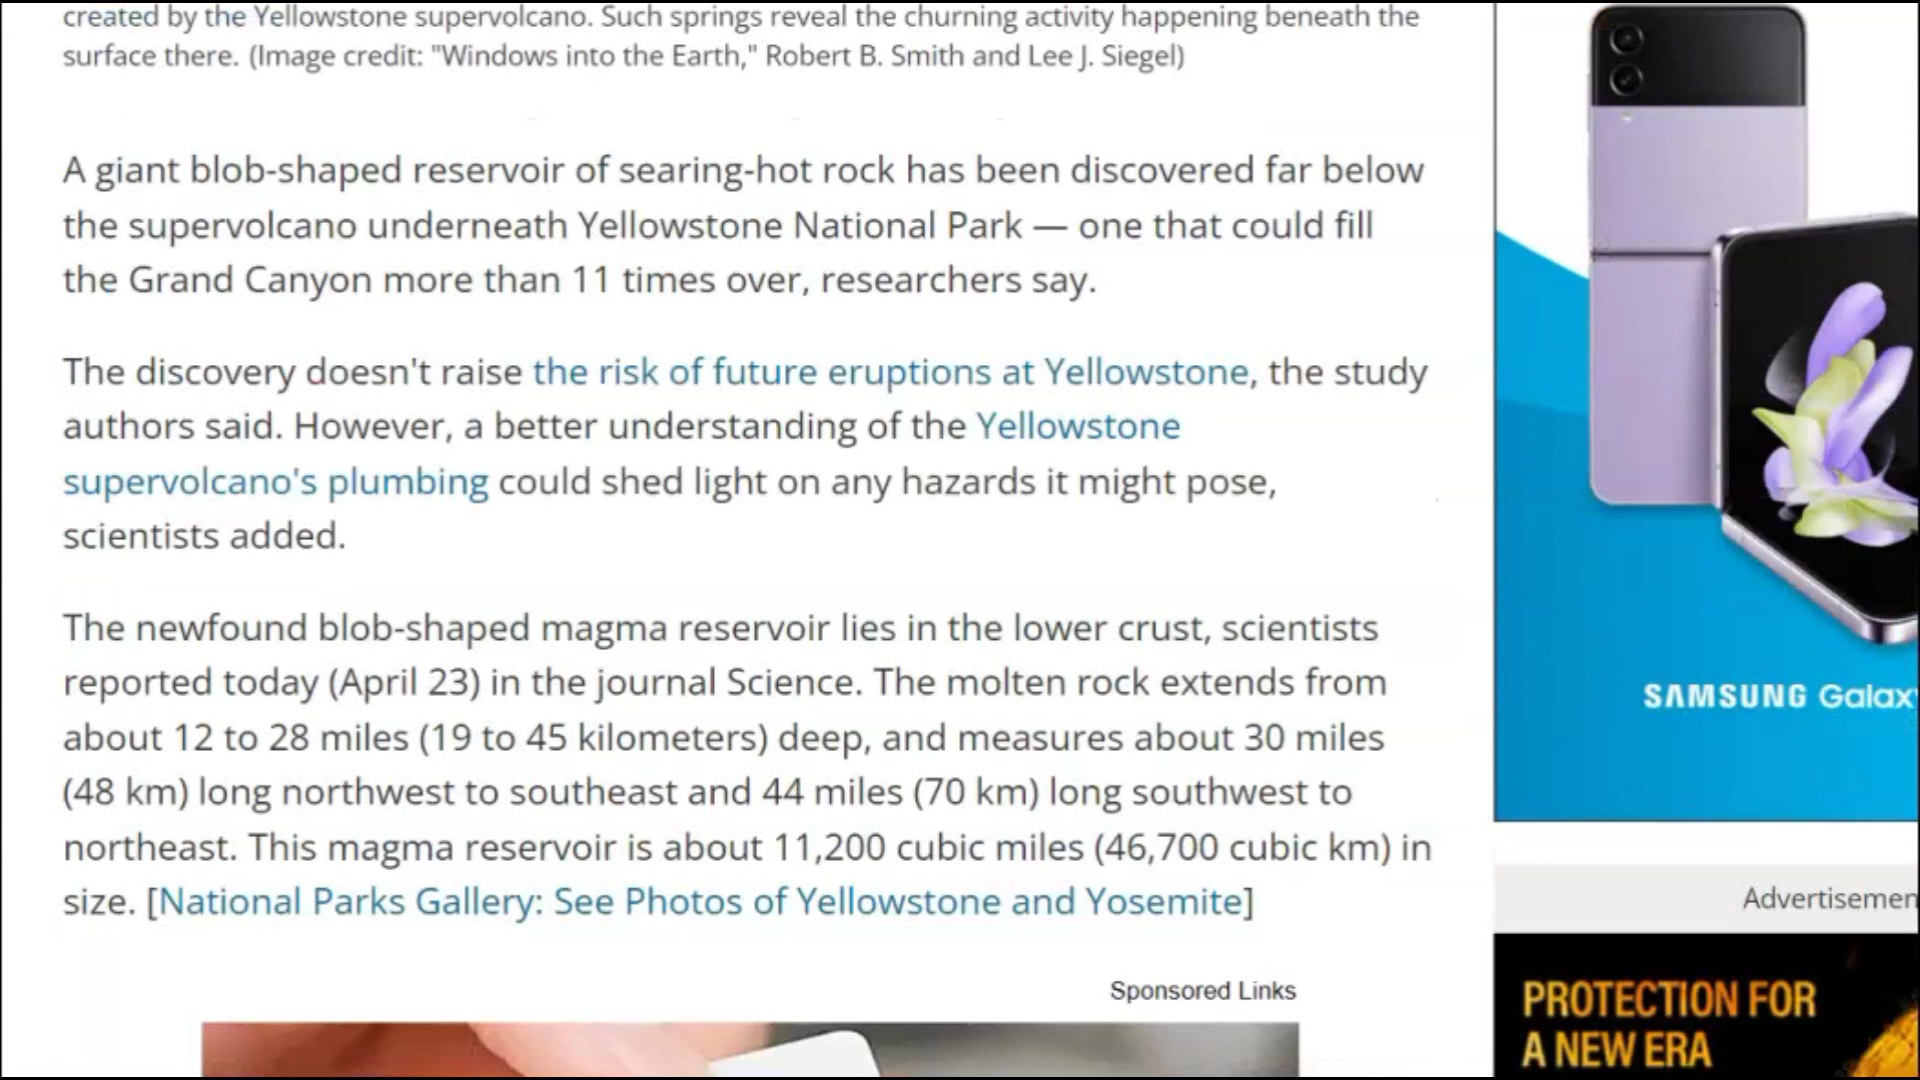 created by the Yellowstone supervolcano. Such springs reveal the churning activity happening beneath the
surface there. (Image credit: "Windows into the Earth," Robert B. Smith and Lee J. Siegel)
A giant blob-shaped reservoir of searing-hot rock has been discovered far below
the supervolcano underneath Yellowstone National Park — one that could fill
the Grand Canyon more than 11 times over, researchers say.
The discovery doesn't raise the risk of future eruptions at Yellowstone, the study
authors said. However, a better understanding of the Yellowstone
supervolcano's plumbing could shed light on any hazards it might pose,
scientists added.
The newfound blob-shaped magma reservoir lies in the lower crust, scientists
reported today (April 23) in the journal Science. The molten rock extends from
about 12 to 28 miles (19 to 45 kilometers) deep, and measures about 30 miles
(48 km) long northwest to southeast and 44 miles (70 km) long southwest to
northeast. This magma reservoir is about 11,200 cubic miles (46,700 cubic km) in
size. [National Parks Gallery: See Photos of Yellowstone and Yosemite]
Sponsored Links
SAMSUNG Galaxy
Advertisemen
PROTECTION FOR
A NEW ERA